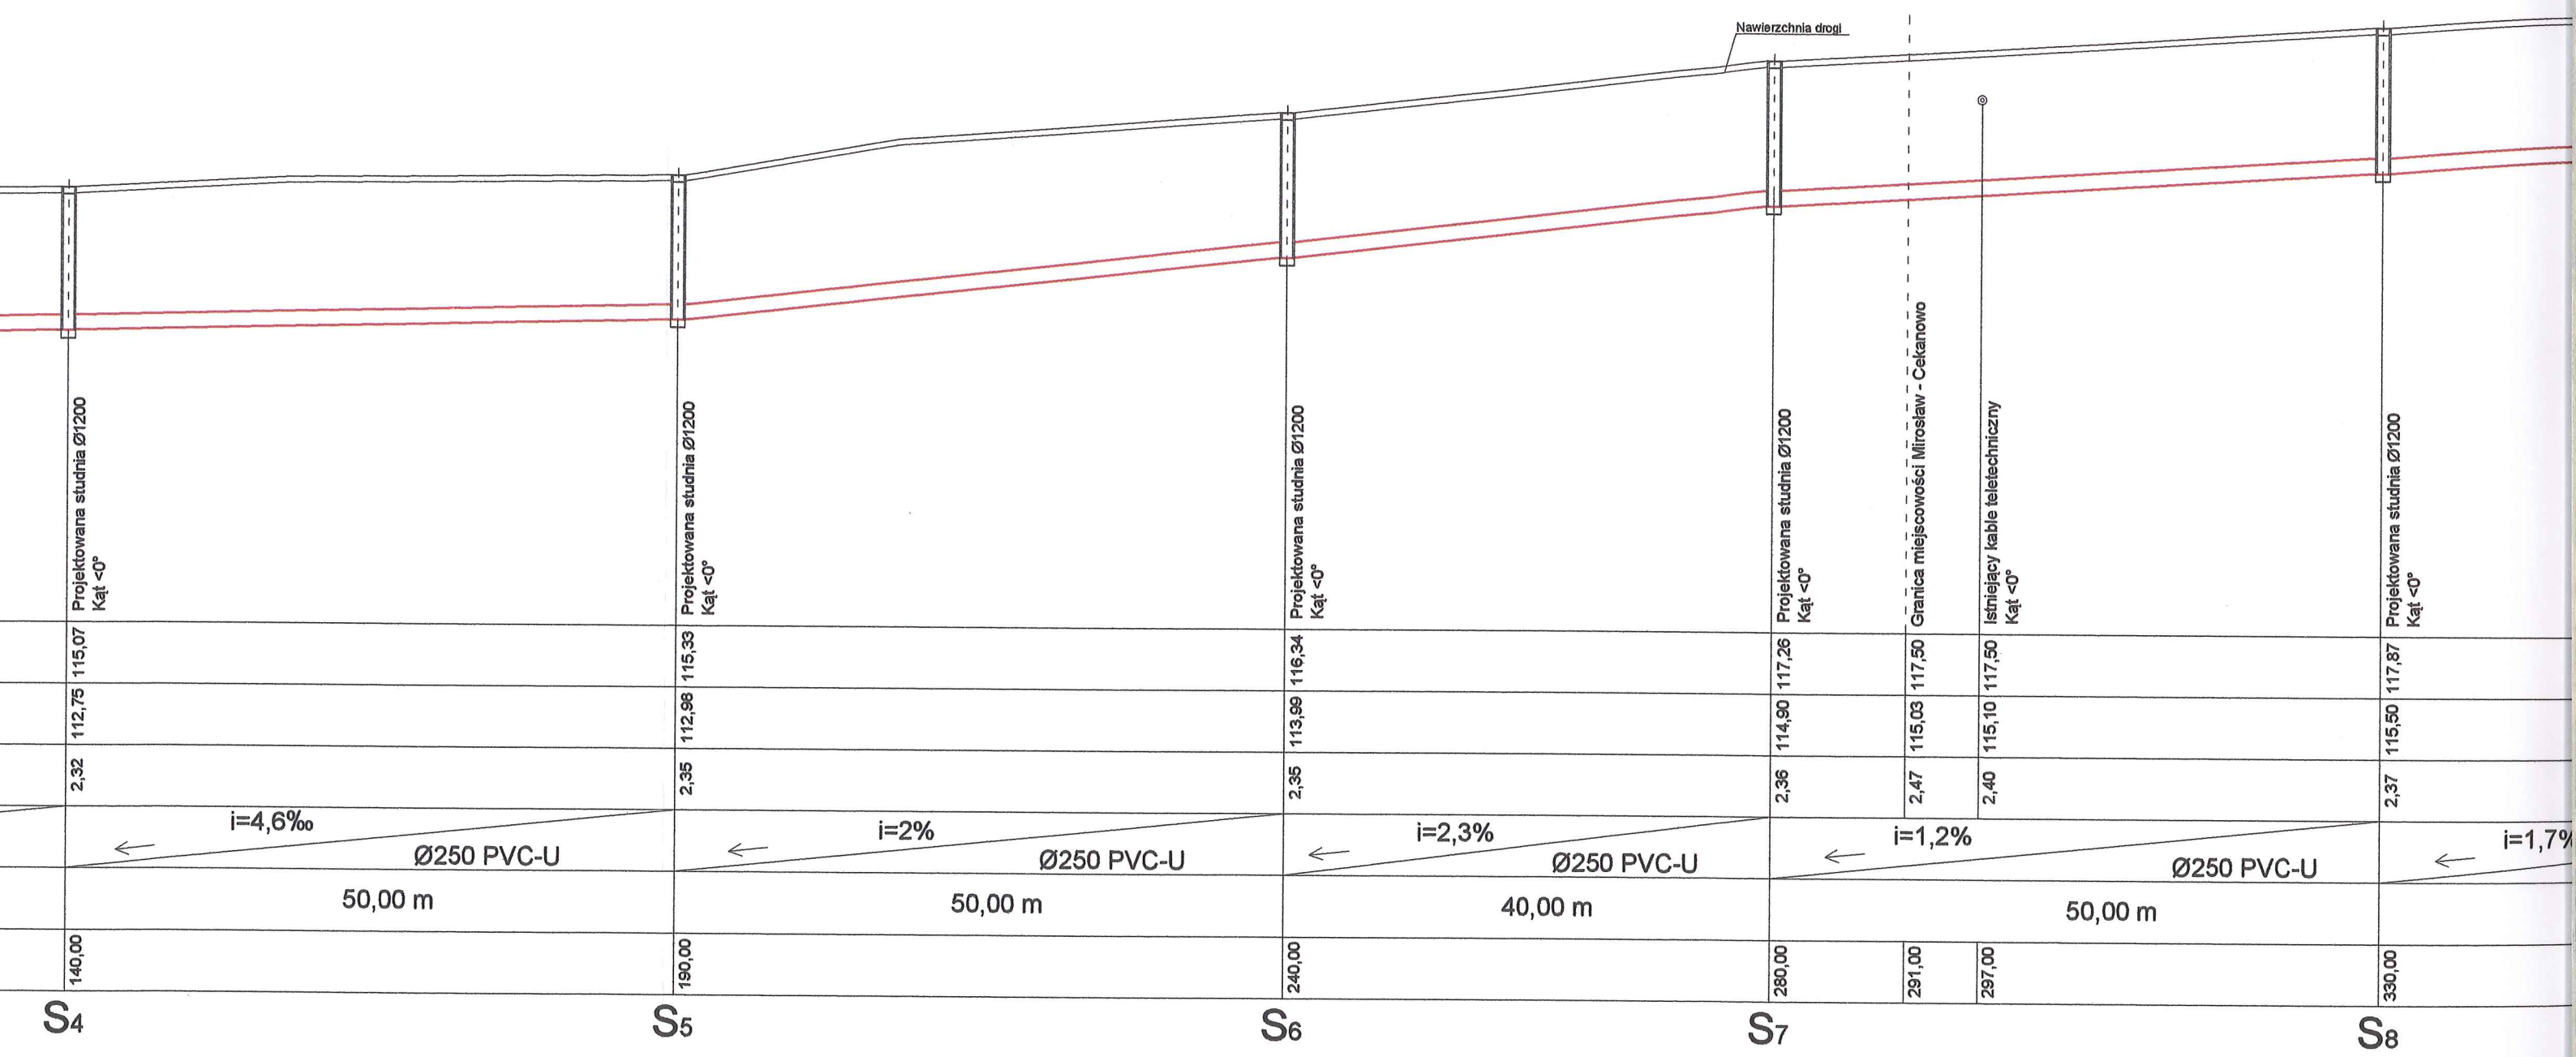 Nawierzchnia drogi
Projektowana studnia Ø1200
Kąt <0°
Projektowana studnia Ø1200
Kąt <0°
Projektowana studnia Ø1200
Kąt <0°
Projektowana studnia Ø1200
Kąt <0°
Granica miejscowości Mirosław - Cekanowo
Istniejący kable teletechniczny
Kąt <0°
Projektowana studnia Ø1200
Kąt <0°
115,07 115,33 116,34 117,26 117,50 117,50 117,87
112,75 112,98 113,99 114,90 115,03 115,10 115,50
2,32 2,35 2,35 2,36 2,47 2,40 2,37
i=4,6‰ i=2% i=2,3% i=1,2% i=1,7%
Ø250 PVC-U Ø250 PVC-U Ø250 PVC-U Ø250 PVC-U
50,00 m 50,00 m 40,00 m 50,00 m
140,00 190,00 240,00 280,00 291,00 297,00 330,00
S4 S5 S6 S7 S8